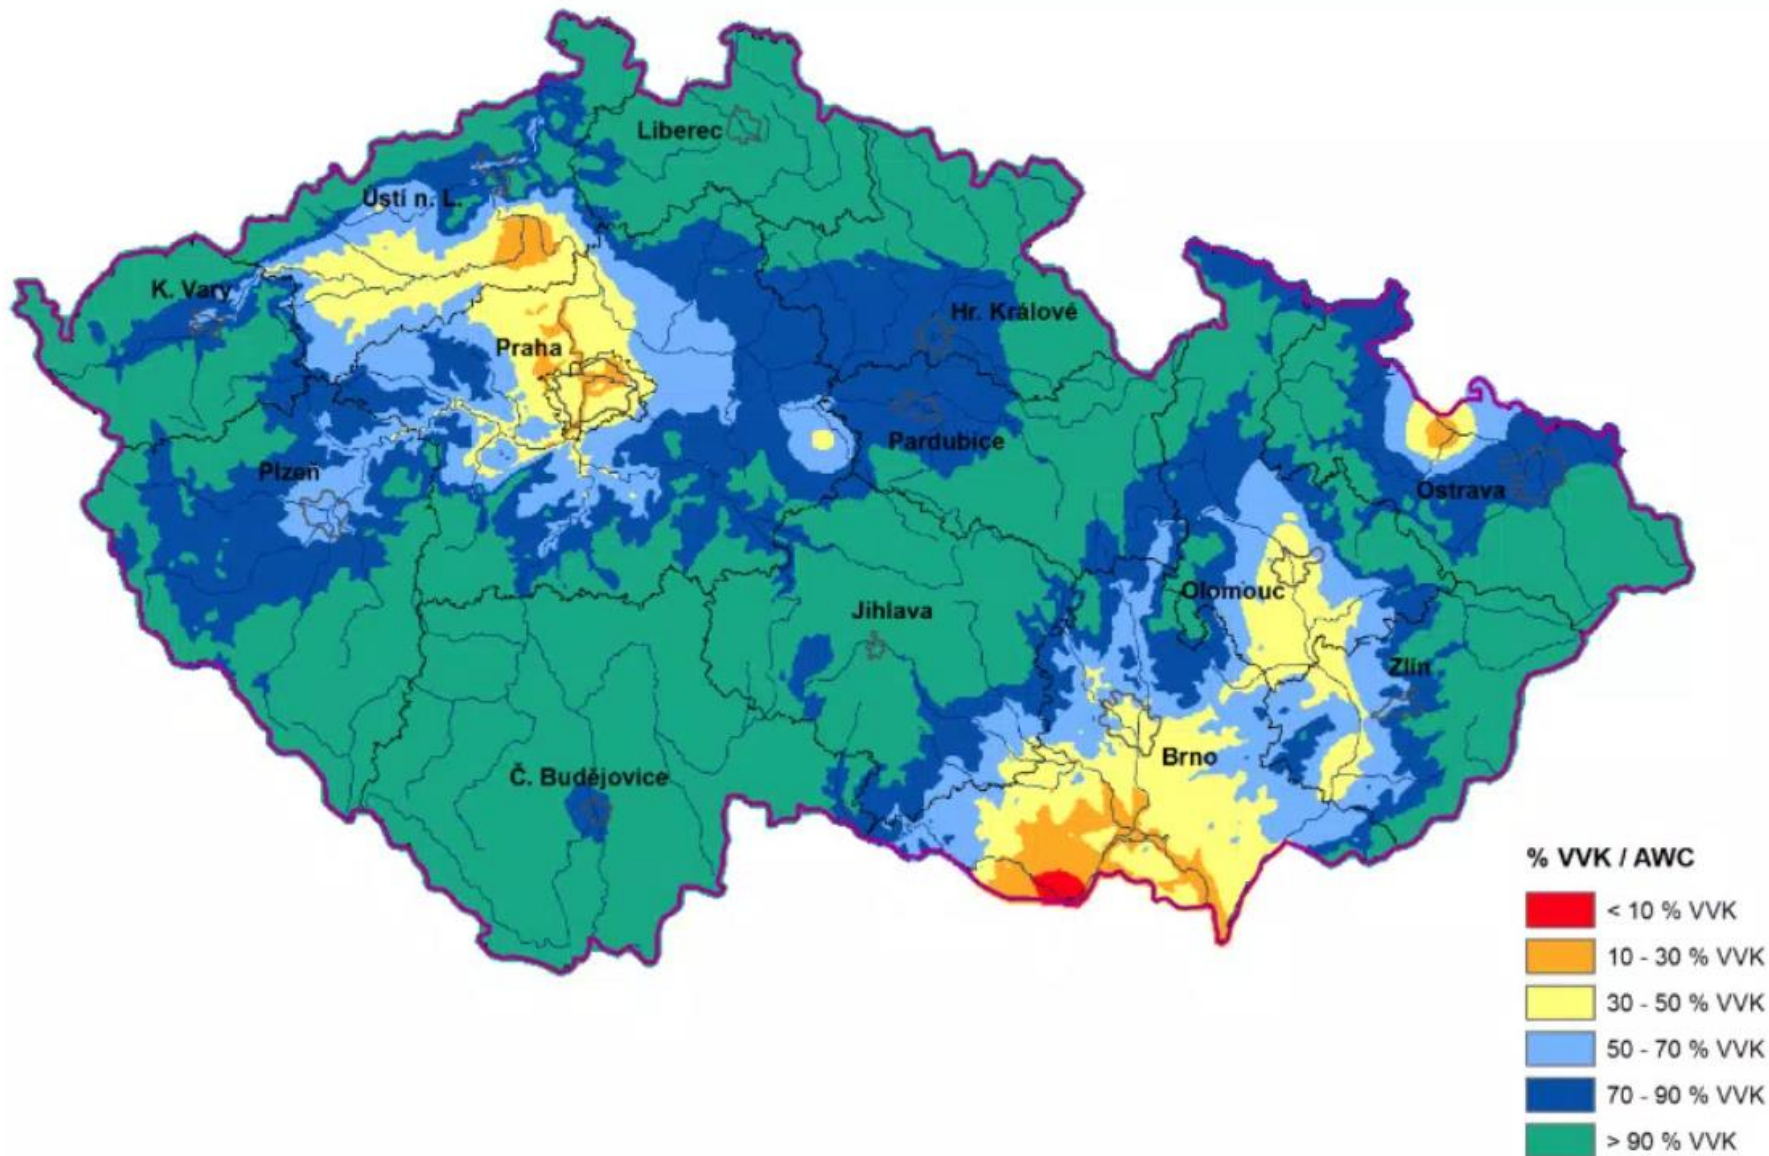 Liberec
Ústí n. L.
K. Vary
Hr. Králové
Praha
Pardubice
Plzeň
Ostrava
Olomouc
Jihlava
Zlín
Brno
Č. Budějovice
% VVK / AWC
< 10 % VVK
10 - 30 % VVK
30 - 50 % VVK
50 - 70 % VVK
70 - 90 % VVK
> 90 % VVK